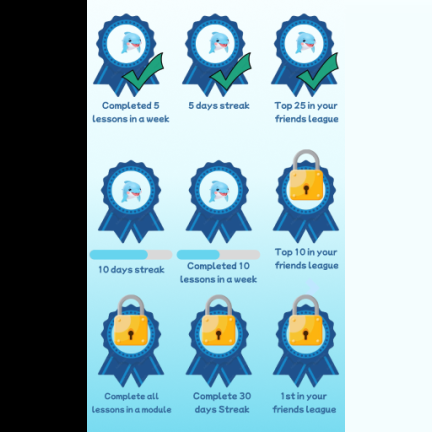 Completed 5
lessons in a week
5 days streak
Top 25 in your
friends league
10 days streak
Completed 10
lessons in a week
Top 10 in your
friends league
Complete all
lessons in a module
Complete 30
days Streak
1st in your
friends league